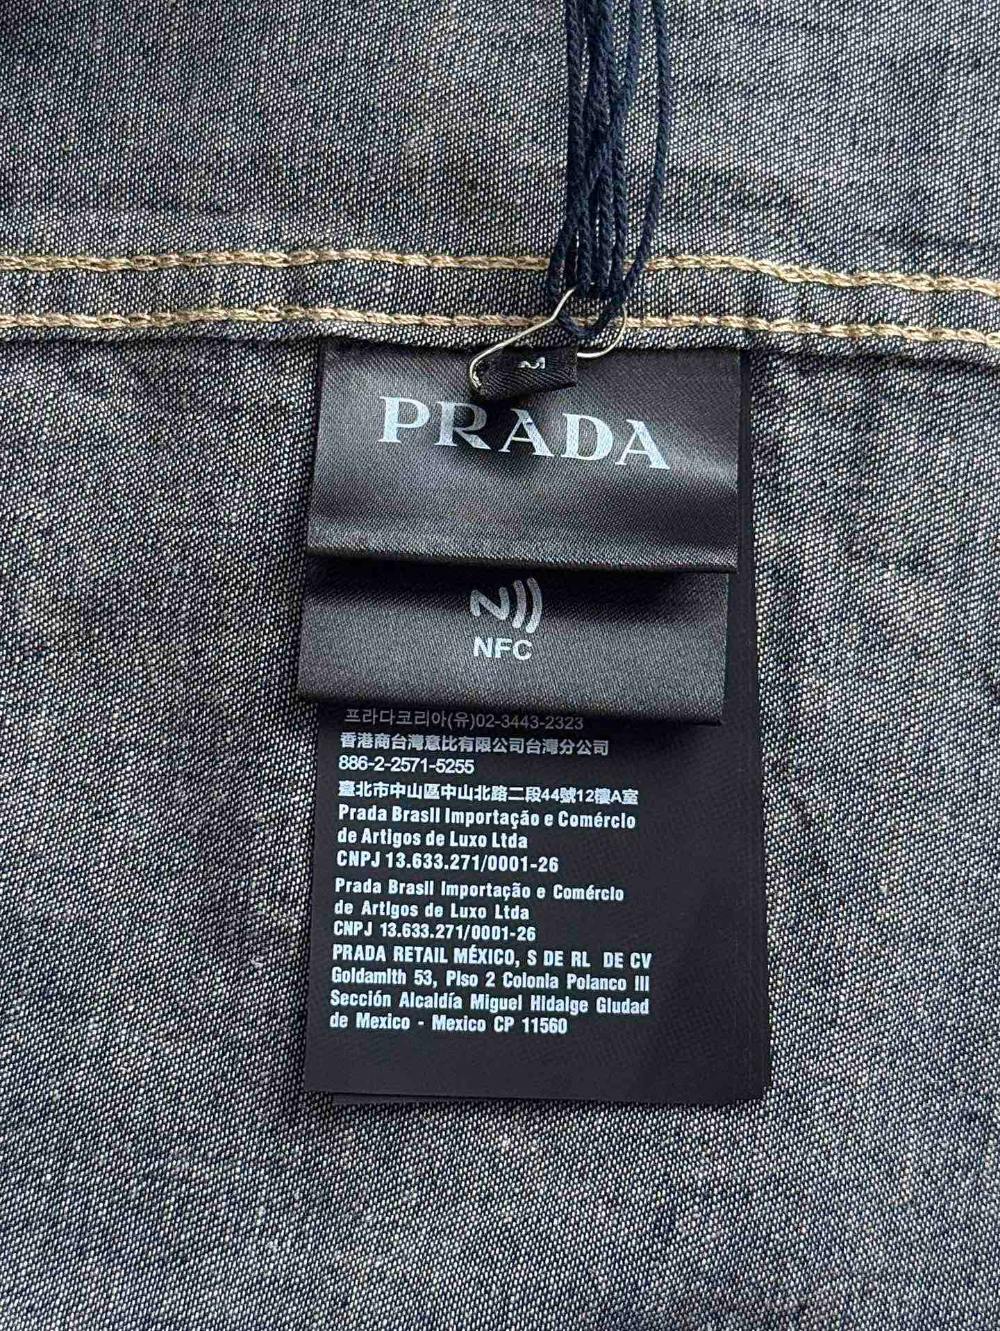 M
PRADA
NFC
프라다코리아(유)02-3443-2323
香港商台灣意比有限公司台灣分公司
886-2-2571-5255
臺北市中山區中山北路二段44號12樓A室
Prada Brasil Importação e Comércio
de Artigos de Luxo Ltda
CNPJ 13.633.271/0001-26
Prada Brasil Importação e Comércio
de Artigos de Luxo Ltda
CNPJ 13.633.271/0001-26
PRADA RETAIL MÉXICO, S DE RL DE CV
Goldamlth 53, Plso 2 Colonla Polanco III
Sección Alcaldía Miguel Hidalge Gludad
de Mexico - Mexico CP 11560